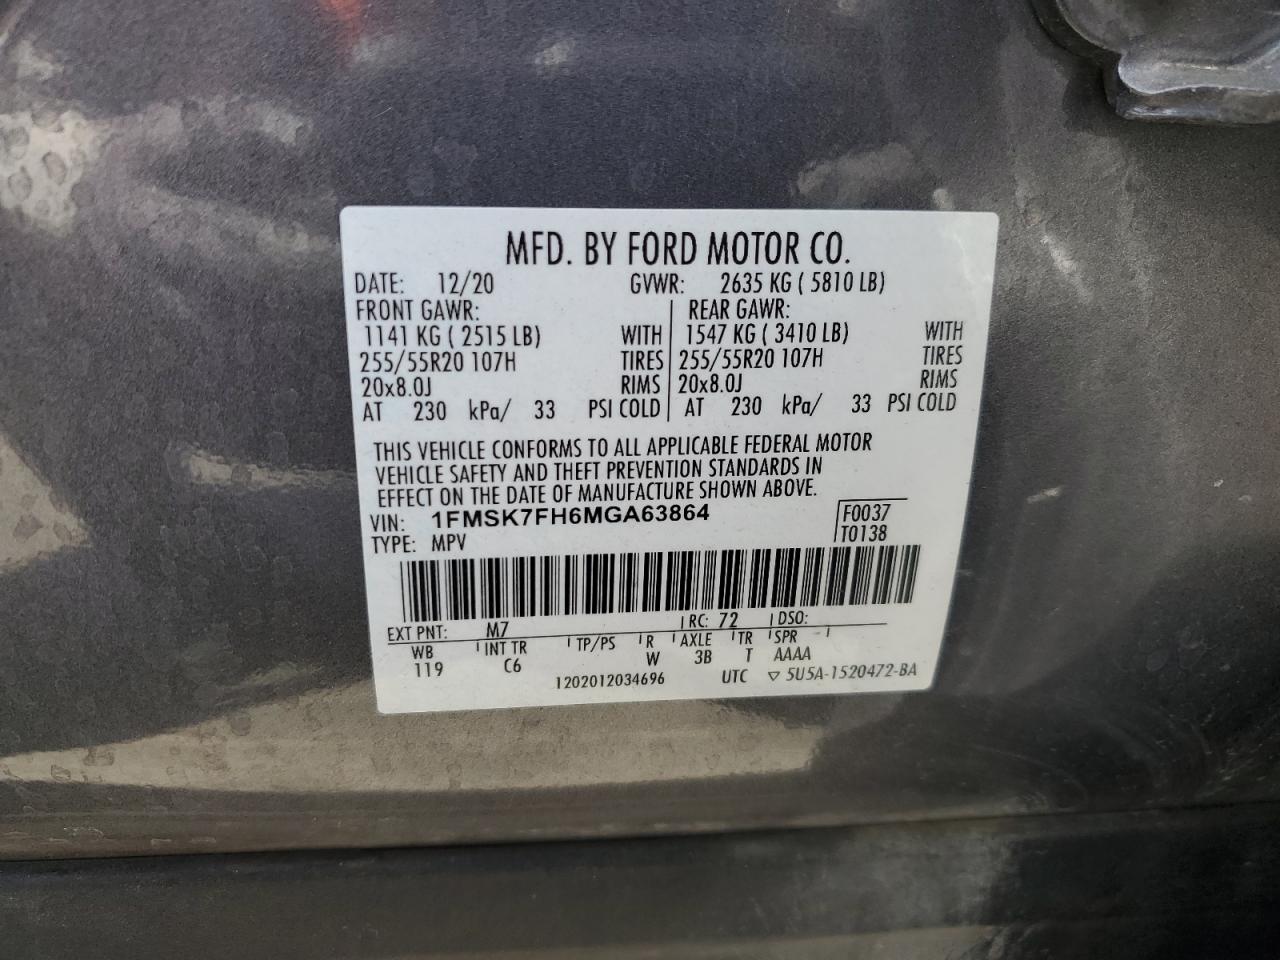 MFD. BY FORD MOTOR CO.
DATE: 12/20 GVWR: 2635 KG ( 5810 LB)
FRONT GAWR: REAR GAWR:
1141 KG ( 2515 LB) WITH 1547 KG ( 3410 LB) WITH
255/55R20 107H TIRES 255/55R20 107H TIRES
20x8.0J RIMS 20x8.0J RIMS
AT 230 kPa/ 33 PSI COLD AT 230 kPa/ 33 PSI COLD
THIS VEHICLE CONFORMS TO ALL APPLICABLE FEDERAL MOTOR
VEHICLE SAFETY AND THEFT PREVENTION STANDARDS IN
EFFECT ON THE DATE OF MANUFACTURE SHOWN ABOVE.
VIN: 1FMSK7FH6MGA63864 F0037
TYPE: MPV T0138
EXT PNT: M7 RC: 72 DSO:
WB INT TR TP/PS R AXLE TR SPR
119 C6 W 3B T AAAA
1202012034696 UTC ▽ 5U5A-1520472-BA